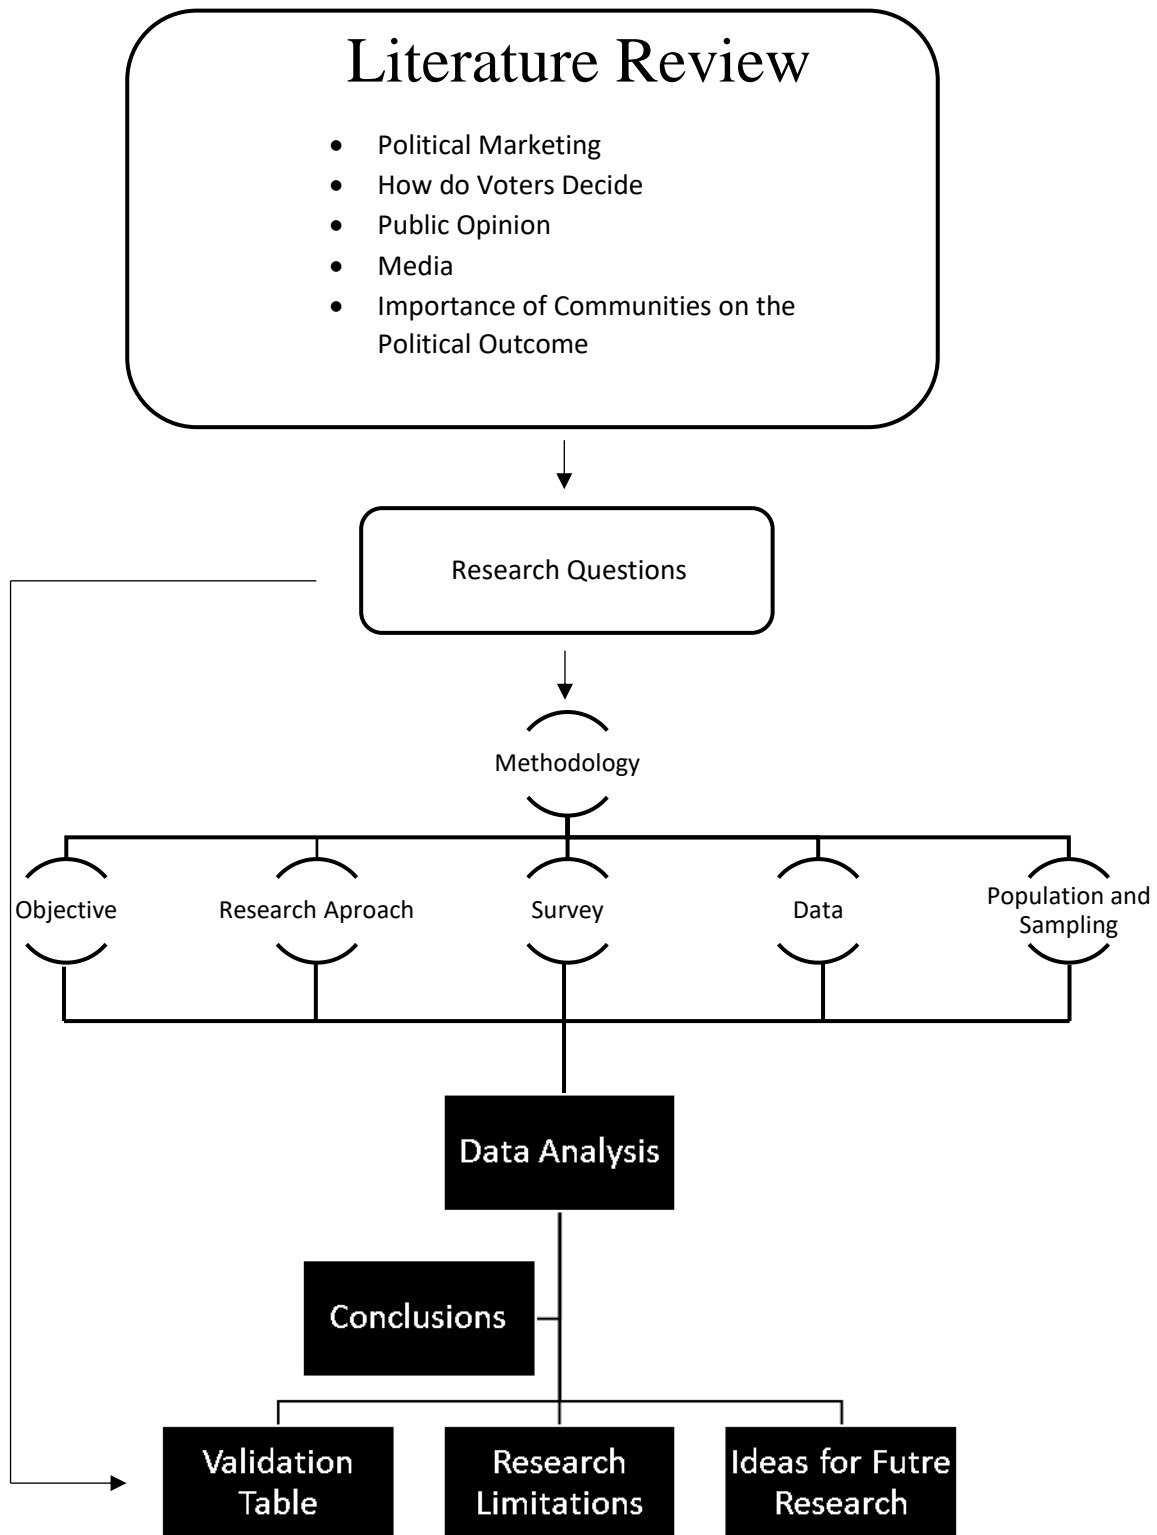 Literature Review
• Political Marketing
• How do Voters Decide
• Public Opinion
• Media
• Importance of Communities on the
Political Outcome
Research Questions
Methodology
Objective
Research Aproach
Survey
Data
Population and
Sampling
Data Analysis
Conclusions
Validation
Table
Research
Limitations
Ideas for Futre
Research